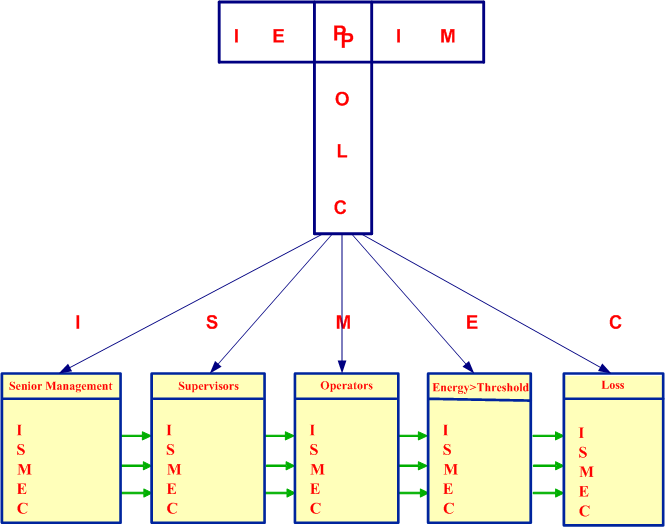 I E P P I M
O
L
C
I S M E C
Senior Management Supervisors Operators Energy>Threshold Loss
I I I I I
S S S S S
M M M M M
E E E E E
C C C C C